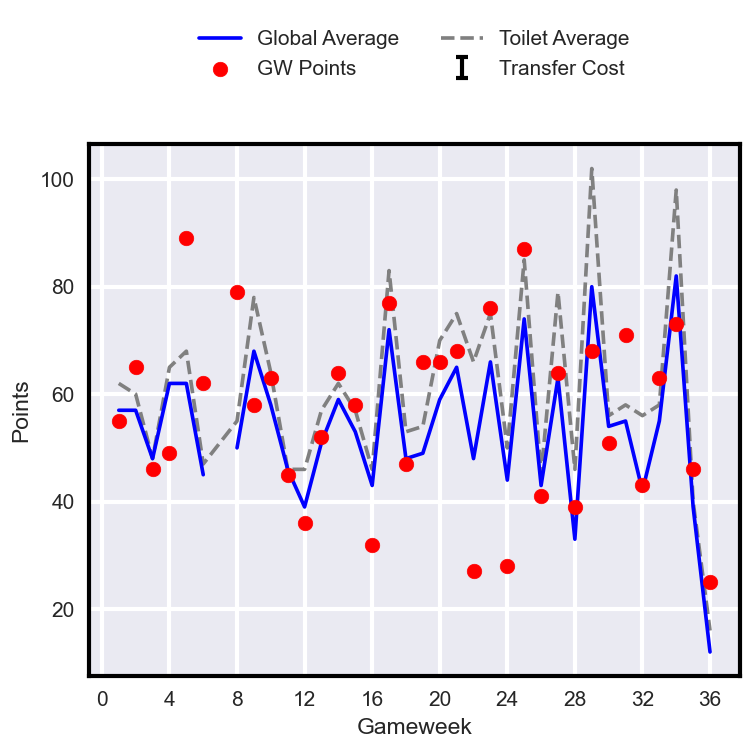 Global Average
Toilet Average
GW Points
Transfer Cost
100
80
60
40
20
Points
0 4 8 12 16 20 24 28 32 36
Gameweek